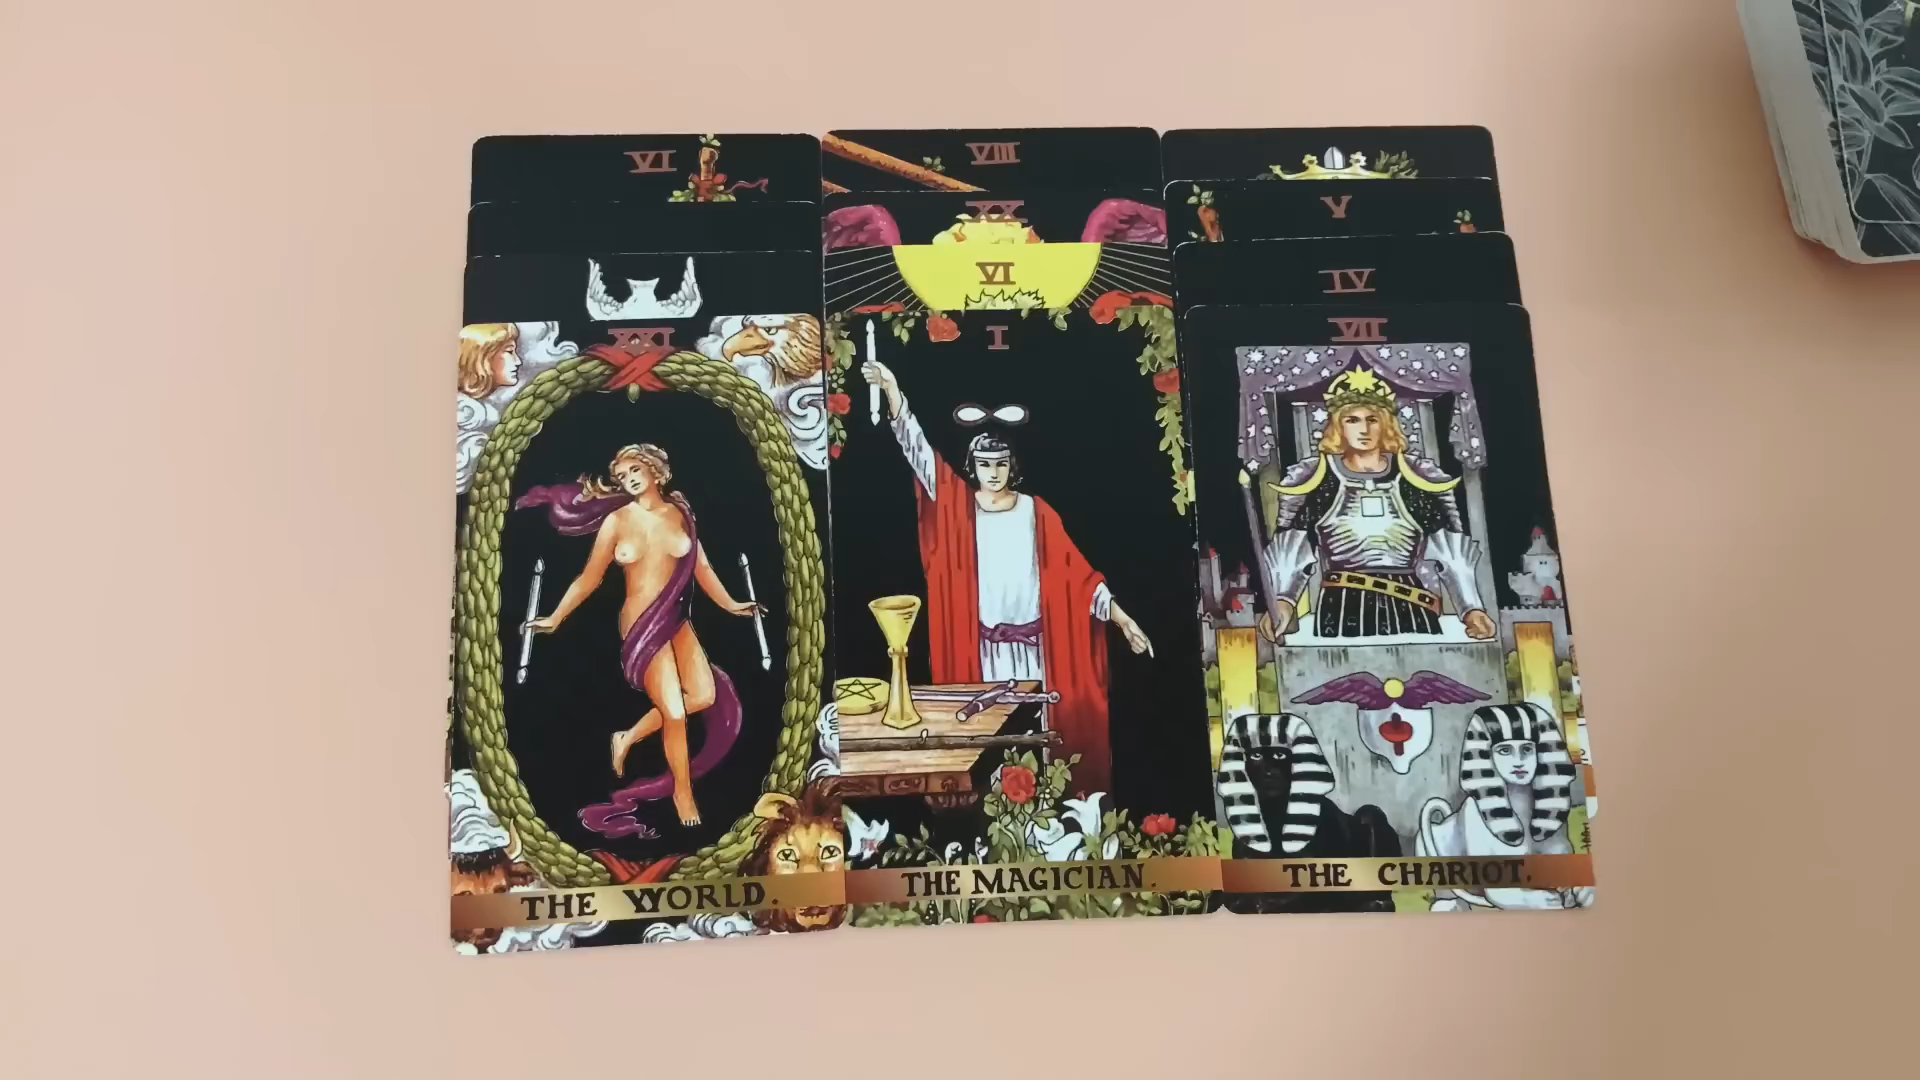 VI
VIII
XX
V
VI
IV
XXI
I
VII
THE WORLD.
THE MAGICIAN.
THE CHARIOT.